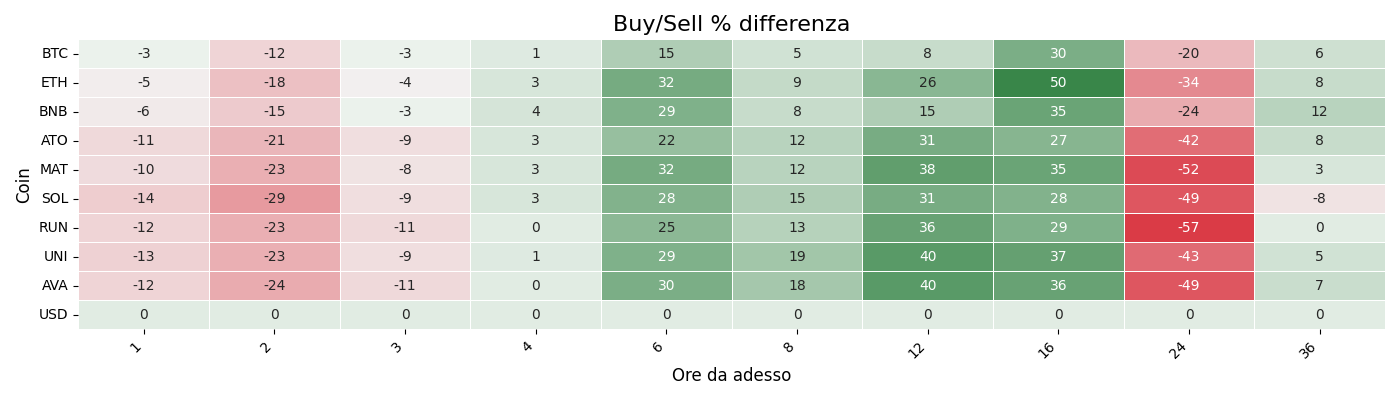 Buy/Sell % differenza
Coin
BTC -3 -12 -3 1 15 5 8 30 -20 6
ETH -5 -18 -4 3 32 9 26 50 -34 8
BNB -6 -15 -3 4 29 8 15 35 -24 12
ATO -11 -21 -9 3 22 12 31 27 -42 8
MAT -10 -23 -8 3 32 12 38 35 -52 3
SOL -14 -29 -9 3 28 15 31 28 -49 -8
RUN -12 -23 -11 0 25 13 36 29 -57 0
UNI -13 -23 -9 1 29 19 40 37 -43 5
AVA -12 -24 -11 0 30 18 40 36 -49 7
USD 0 0 0 0 0 0 0 0 0 0
1 2 3 4 6 8 12 16 24 36
Ore da adesso